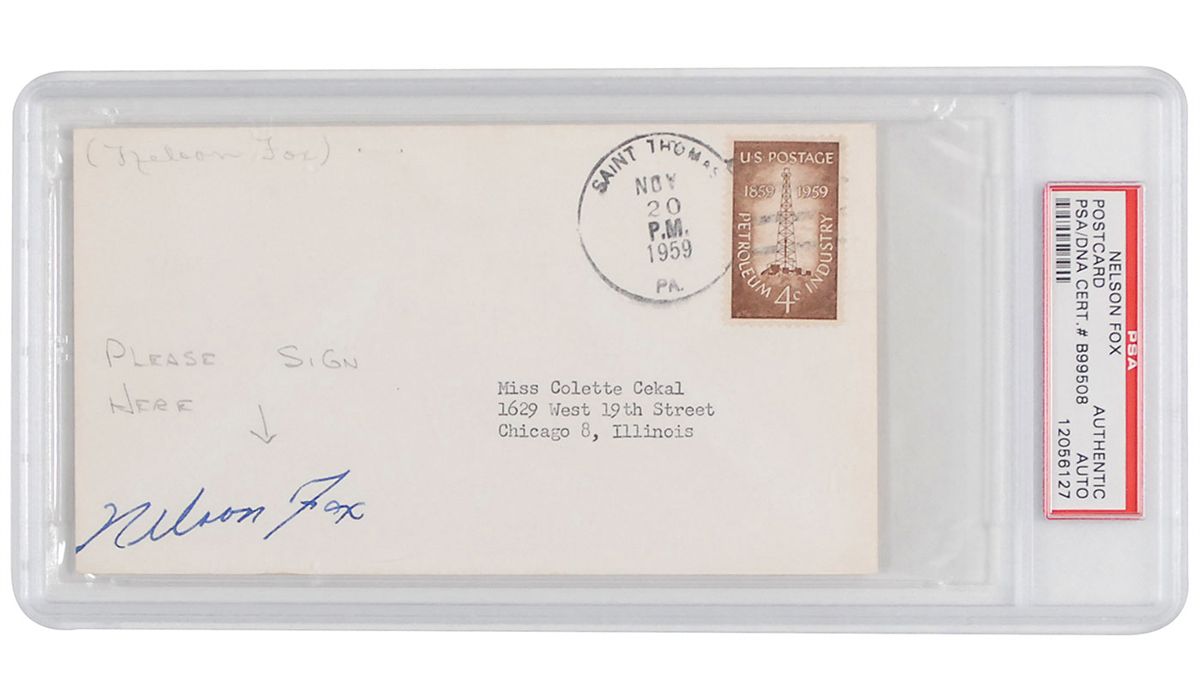 (Nelson Fox)
SAINT THOMAS
NOV
20
P.M.
1959
PA.
U.S POSTAGE
1859 1959
PETROLEUM INDUSTRY
4c
PLEASE SIGN
HERE
Miss Colette Cekal
1629 West 19th Street
Chicago 8, Illinois
Nelson Fox
PSA
NELSON FOX
POSTCARD
PSA/DNA CERT.# B99508
AUTHENTIC
AUTO
12056127